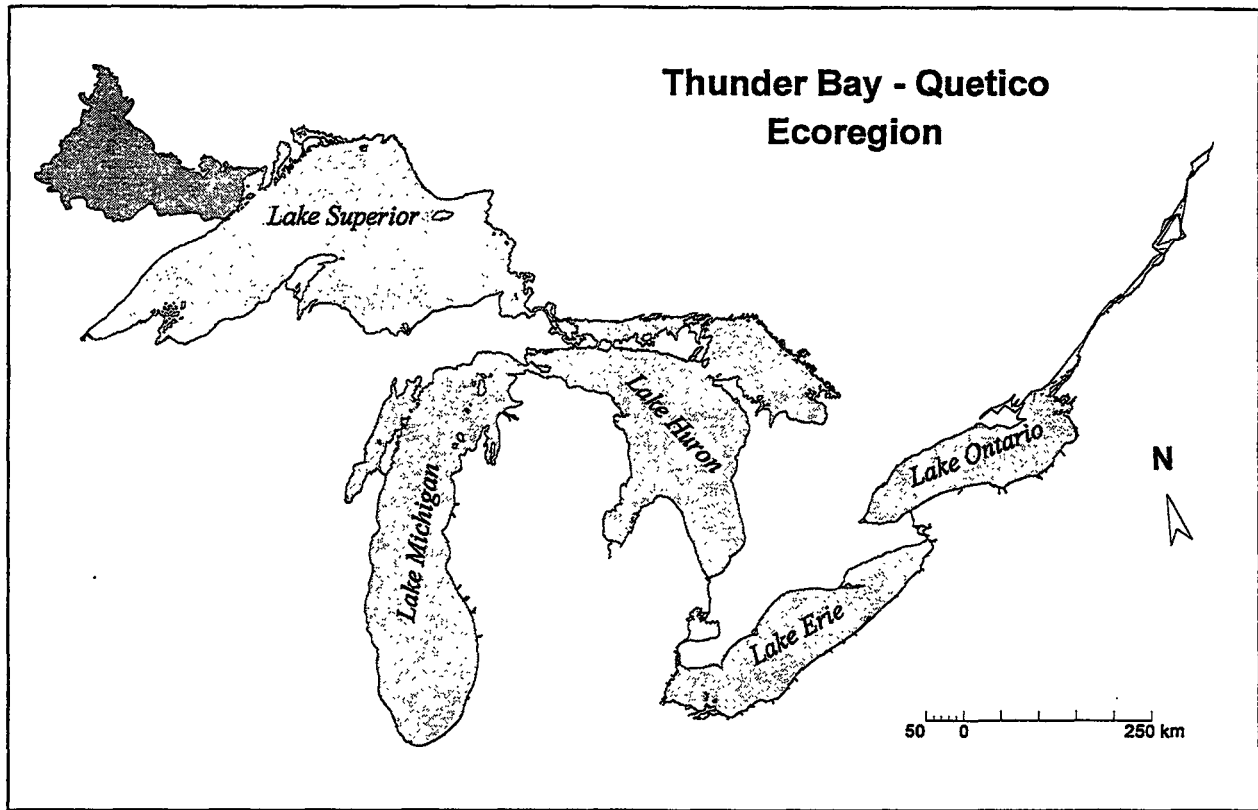 Thunder Bay - Quetico
Ecoregion
Lake Superior
Lake Huron
Lake Ontario
N
Lake Michigan
Lake Erie
50 0 250 km